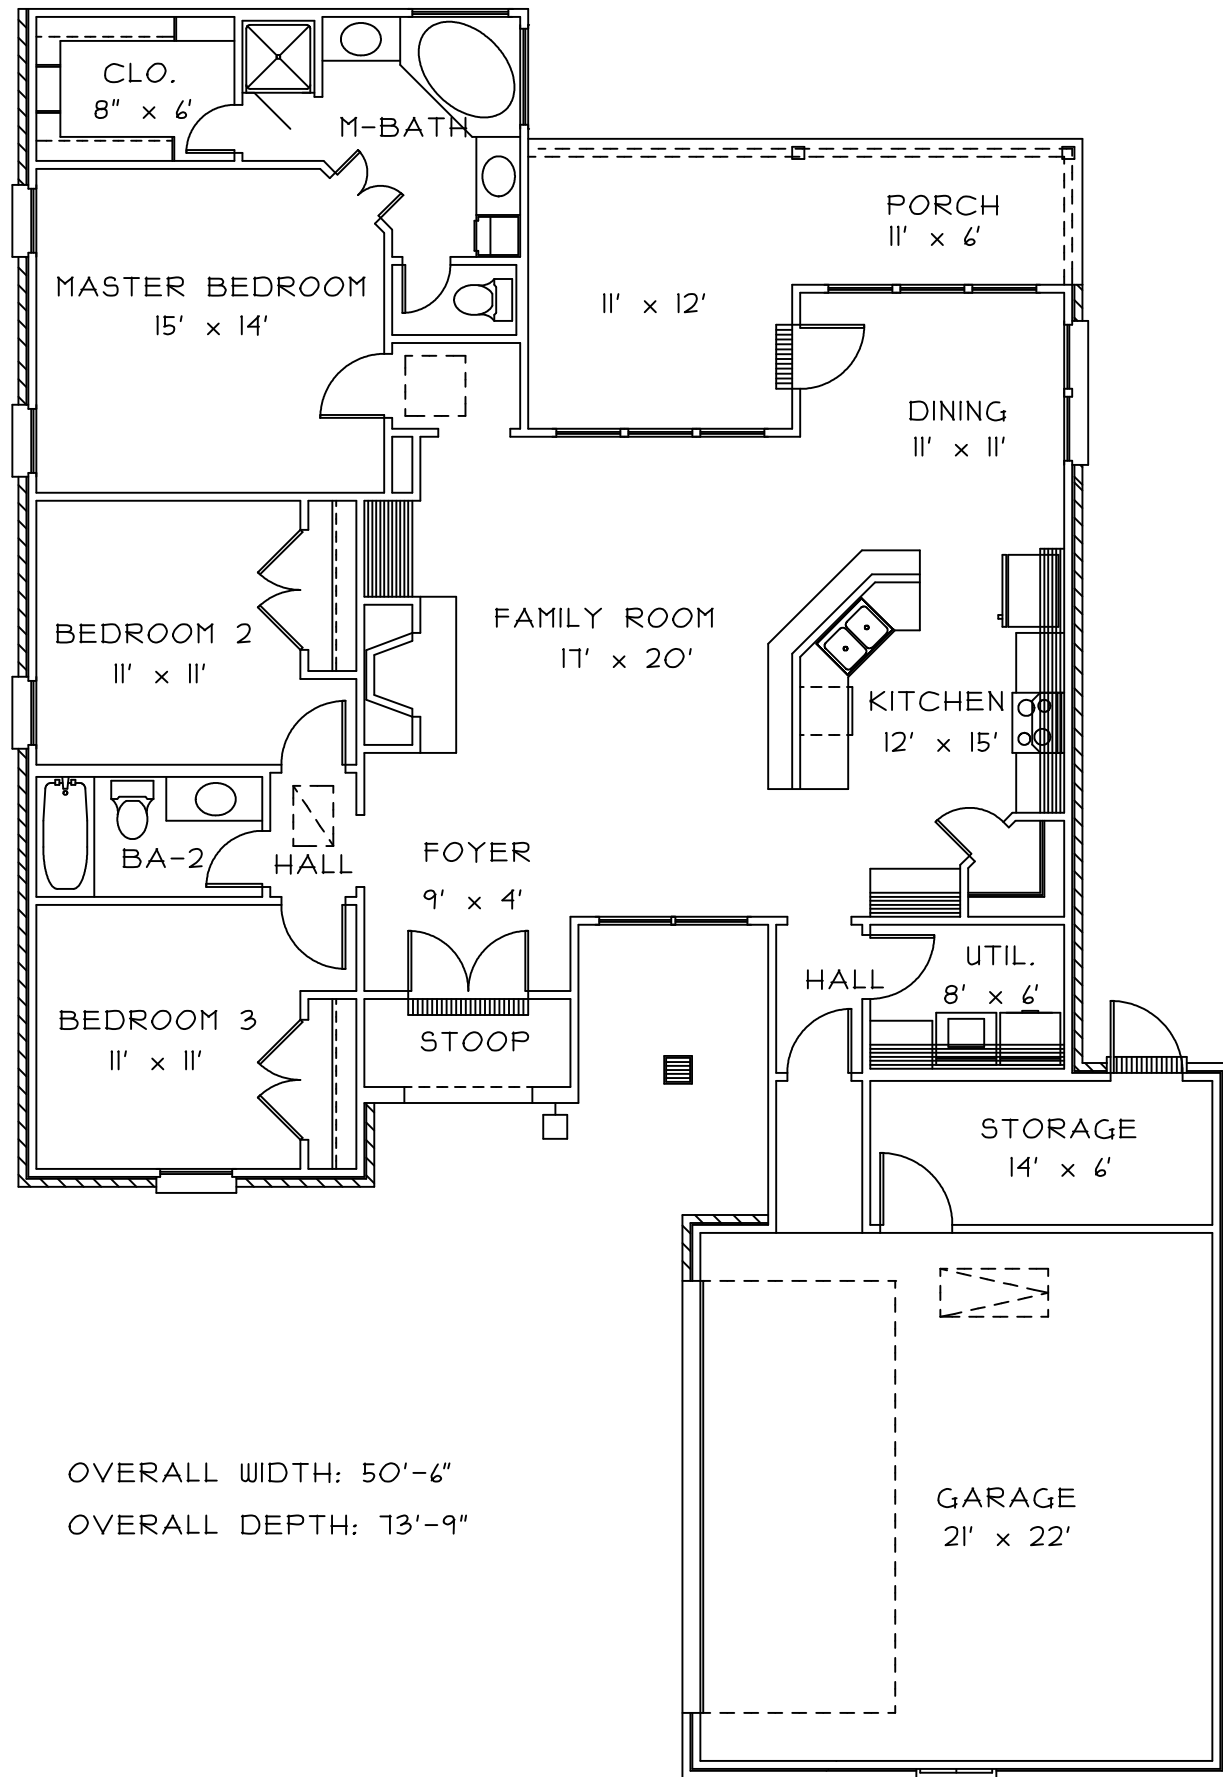 CLO.
8" x 6'
M-BATH
PORCH
11' x 6'
MASTER BEDROOM
15' x 14'
11' x 12'
DINING
11' x 11'
BEDROOM 2
11' x 11'
FAMILY ROOM
17' x 20'
KITCHEN
12' x 15'
BA-2
HALL
FOYER
9' x 4'
UTIL.
8' x 6'
HALL
BEDROOM 3
11' x 11'
STOOP
STORAGE
14' x 6'
OVERALL WIDTH: 50'-6"
OVERALL DEPTH: 73'-9"
GARAGE
21' x 22'